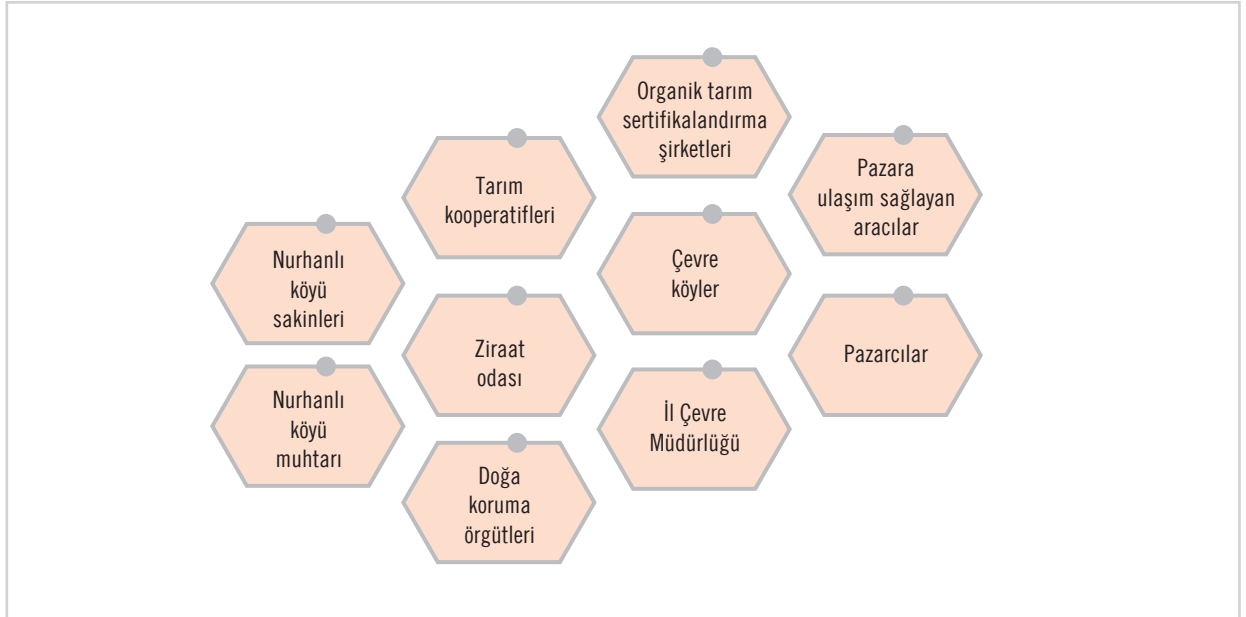 Organik tarım
sertifikalandırma
şirketleri
Pazara
ulaşım sağlayan
aracılar
Tarım
kooperatifleri
Çevre
köyler
Nurhanlı
köyü
sakinleri
Ziraat
odası
Pazarcılar
Nurhanlı
köyü
muhtarı
İl Çevre
Müdürlüğü
Doğa
koruma
örgütleri